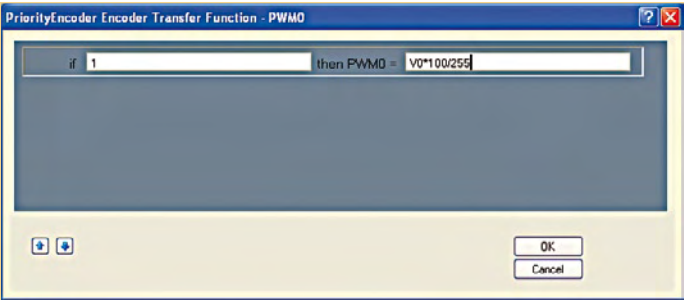 PriorityEncoder Encoder Transfer Function - PWM0
if 1 then PWM0 = V0*100/255
OK
Cancel